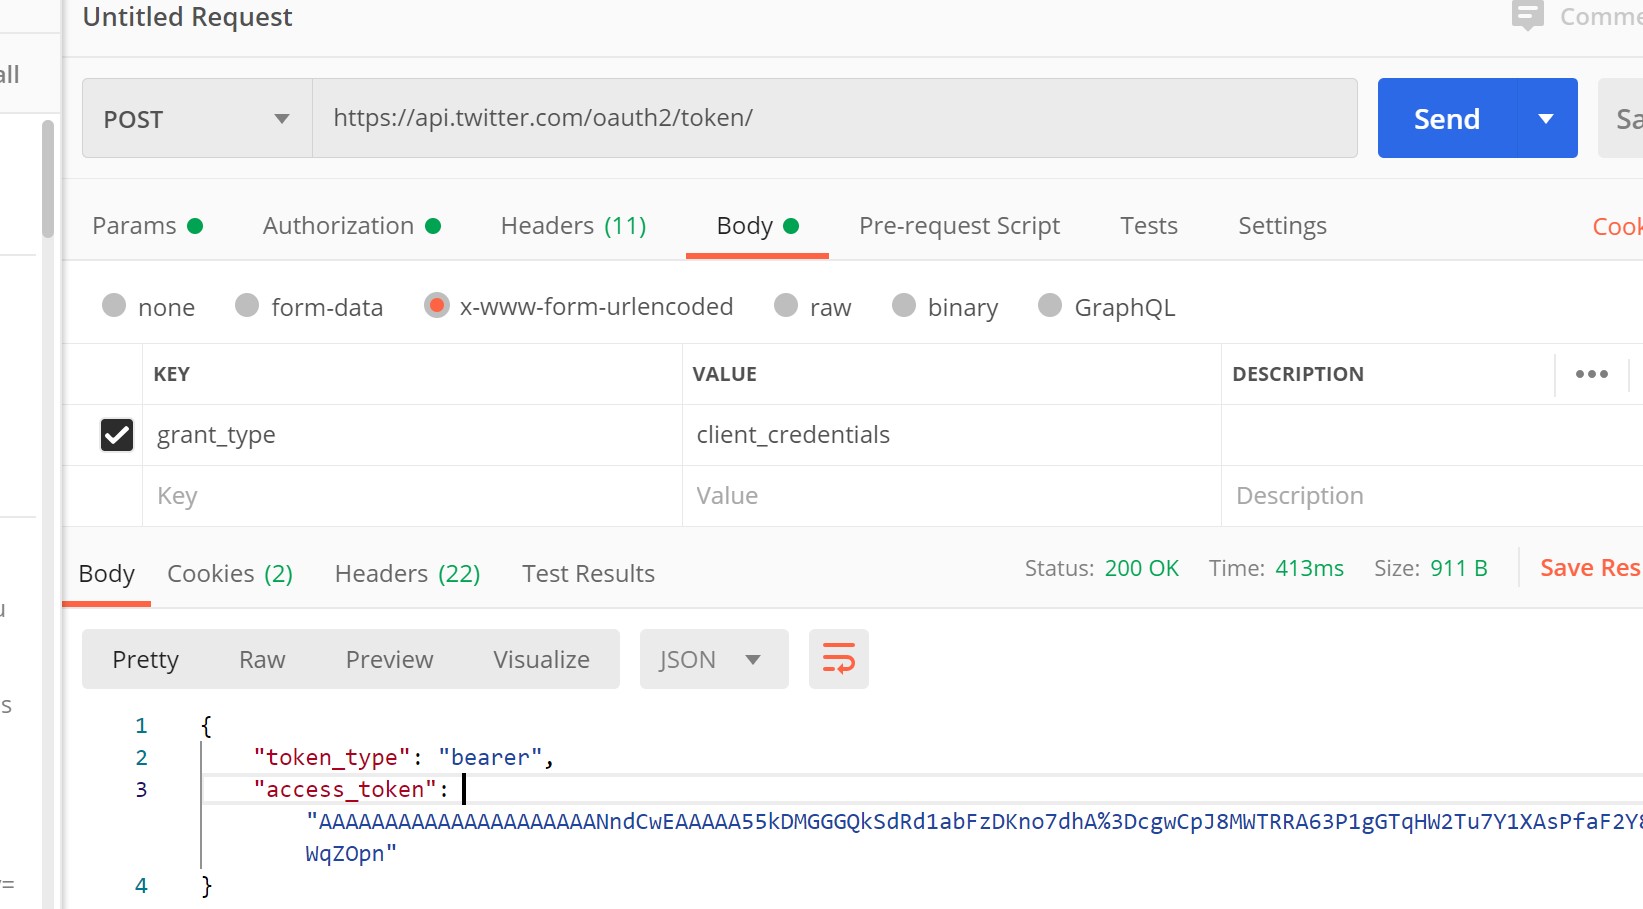 Untitled Request
Comme
all
POST
https://api.twitter.com/oauth2/token/
Send
Sa
Params
Authorization
Headers (11)
Body
Pre-request Script
Tests
Settings
Cook
none
form-data
x-www-form-urlencoded
raw
binary
GraphQL
KEY
VALUE
DESCRIPTION
grant_type
client_credentials
Key
Value
Description
Body
Cookies (2)
Headers (22)
Test Results
Status: 200 OK
Time: 413ms
Size: 911 B
Save Res
Pretty
Raw
Preview
Visualize
JSON
1 {
2 "token_type": "bearer",
3 "access_token":
"AAAAAAAAAAAAAAAAAAAAANndCwEAAAAA55kDMGGGQkSdRd1abFzDKno7dhA%3DcgwCpJ8MWTRRA63P1gGTqHW2Tu7Y1XAsPfaF2Y8
WqZOpn"
4 }
s
=